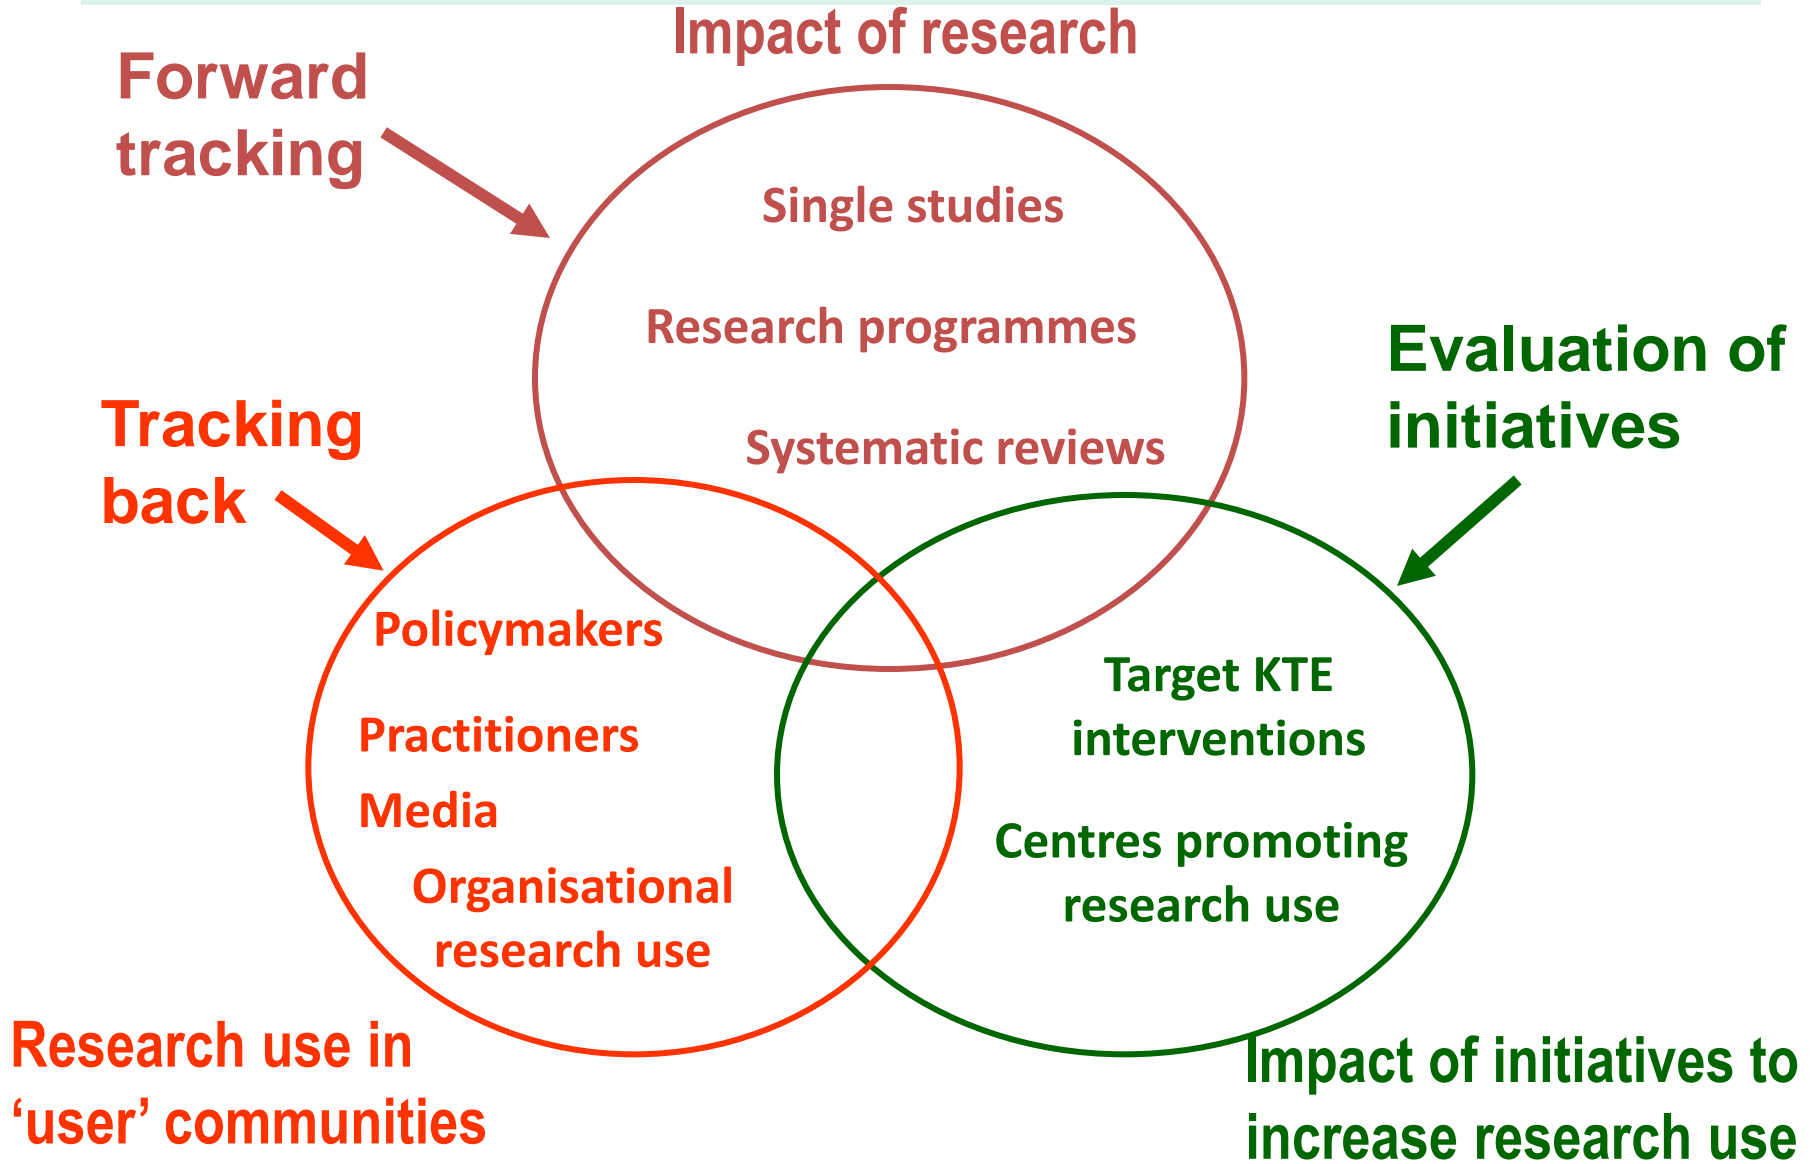 Impact of research
Forward
tracking
Single studies
Research programmes
Systematic reviews
Evaluation of
initiatives
Tracking
back
Policymakers
Practitioners
Media
Organisational
research use
Target KTE
interventions
Centres promoting
research use
Research use in
‘user’ communities
Impact of initiatives to
increase research use